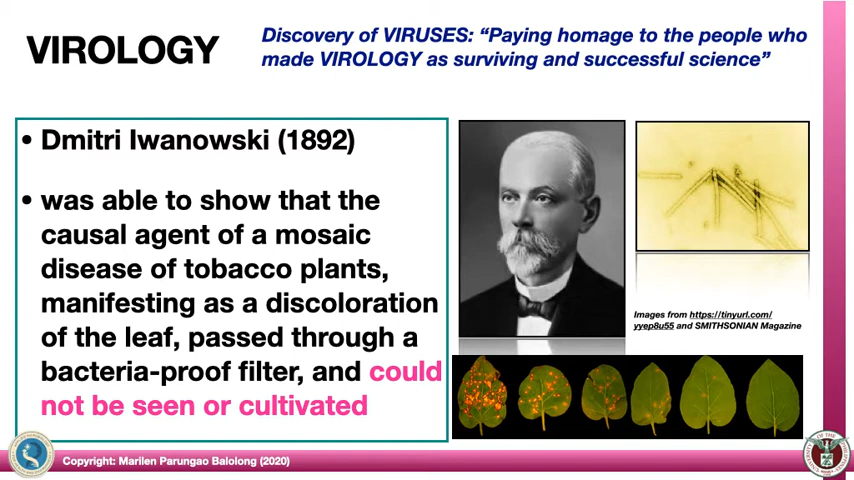 VIROLOGY
Discovery of VIRUSES: “Paying homage to the people who
made VIROLOGY as surviving and successful science”
• Dmitri Iwanowski (1892)
• was able to show that the
causal agent of a mosaic
disease of tobacco plants,
manifesting as a discoloration
of the leaf, passed through a
bacteria-proof filter, and could
not be seen or cultivated
Images from https://tinyurl.com/
yyep8u55 and SMITHSONIAN Magazine
Copyright: Marilen Parungao Balolong (2020)